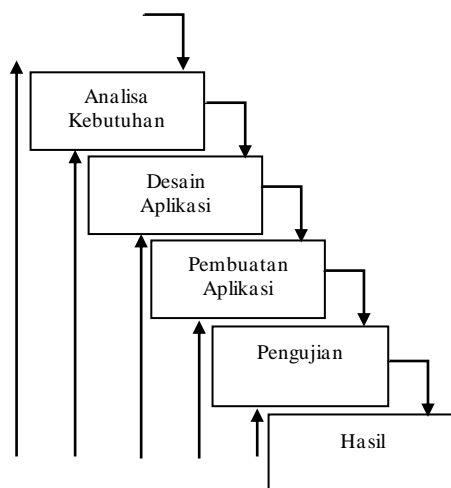 Analisa
Kebutuhan
Desain
Aplikasi
Pembuatan
Aplikasi
Pengujian
Hasil